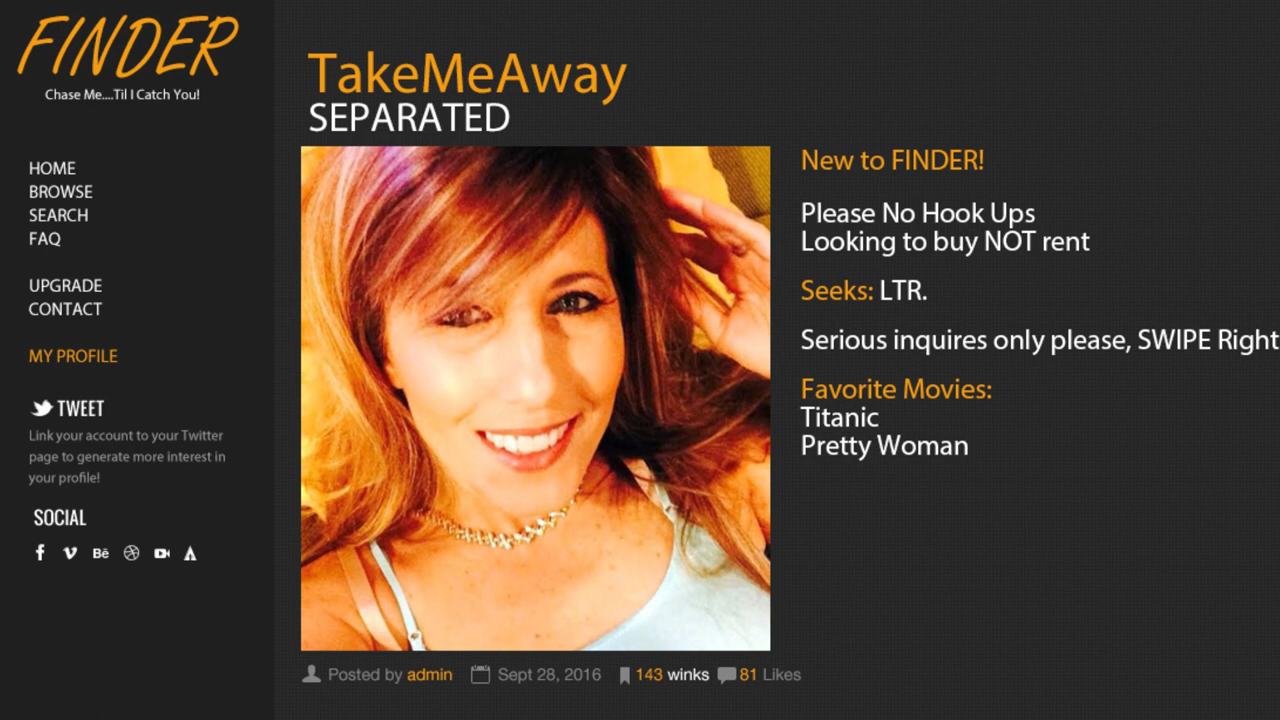 FINDER
Chase Me....Til I Catch You!
HOME
BROWSE
SEARCH
FAQ
UPGRADE
CONTACT
MY PROFILE
TWEET
Link your account to your Twitter
page to generate more interest in
your profile!
SOCIAL
Bē
TakeMeAway
SEPARATED
New to FINDER!
Please No Hook Ups
Looking to buy NOT rent
Seeks: LTR.
Serious inquires only please, SWIPE Right
Favorite Movies:
Titanic
Pretty Woman
Posted by admin Sept 28, 2016 143 winks 81 Likes